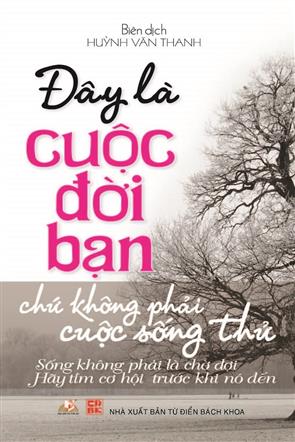 Biên dịch
HUỲNH VĂN THANH
Đây là
cuộc
đời
bạn
chứ không phải
cuộc sống thứ
Sống không phải là chờ đợi
Hãy tìm cơ hội trước khi nó đến
NHÀ XUẤT BẢN TỪ ĐIỂN BÁCH KHOA